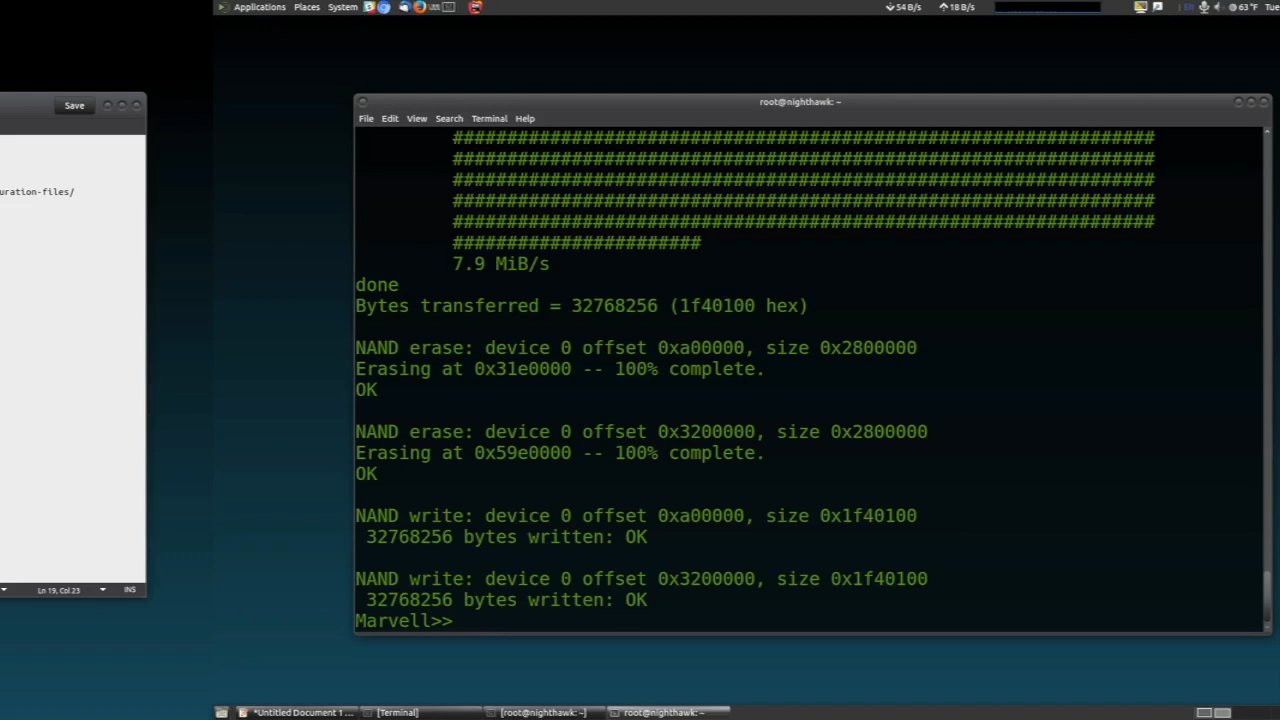 Applications Places System
54 B/s 18 B/s
63 °F Tue
Save
root@nighthawk: ~
File Edit View Search Terminal Help
uration-files/
#################################################################
#################################################################
#################################################################
#################################################################
#################################################################
#######################
7.9 MiB/s
done
Bytes transferred = 32768256 (1f40100 hex)
NAND erase: device 0 offset 0xa00000, size 0x2800000
Erasing at 0x31e0000 -- 100% complete.
OK
NAND erase: device 0 offset 0x3200000, size 0x2800000
Erasing at 0x59e0000 -- 100% complete.
OK
NAND write: device 0 offset 0xa00000, size 0x1f40100
32768256 bytes written: OK
NAND write: device 0 offset 0x3200000, size 0x1f40100
32768256 bytes written: OK
Marvell>>
Ln 19, Col 23 INS
*Untitled Document 1 ... [Terminal] [root@nighthawk: ~] root@nighthawk: ~